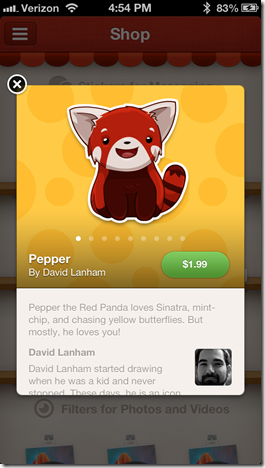 Verizon 4:54 PM 83%
Shop
Pepper
By David Lanham
$1.99
Pepper the Red Panda loves Sinatra, mint-
chip, and chasing yellow butterflies. But
mostly, he loves you!
David Lanham
David Lanham started drawing
when he was a kid and never
stopped. These days, he is an icon
Filters for Photos and Videos